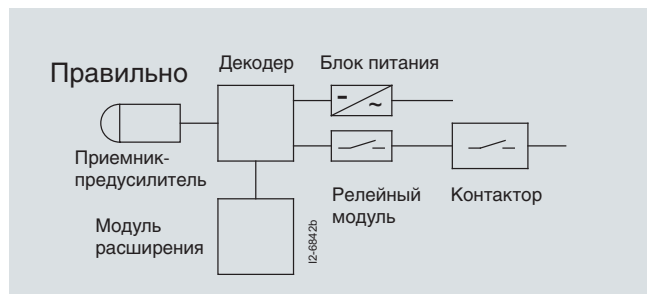 Правильно
Декодер
Блок питания
Приемник-
предусилитель
Релейный
модуль
Контактор
Модуль
расширения
I2-6842b